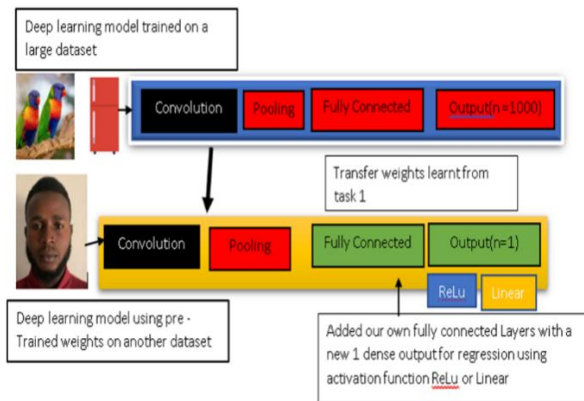 Deep learning model trained on a
large dataset
Convolution
Pooling
Fully Connected
Output(n =1000)
Transfer weights learnt from
task 1
Convolution
Pooling
Fully Connected
Output(n=1)
ReLu
Linear
Deep learning model using pre -
Trained weights on another dataset
Added our own fully connected Layers with a
new 1 dense output for regression using
activation function ReLu or Linear